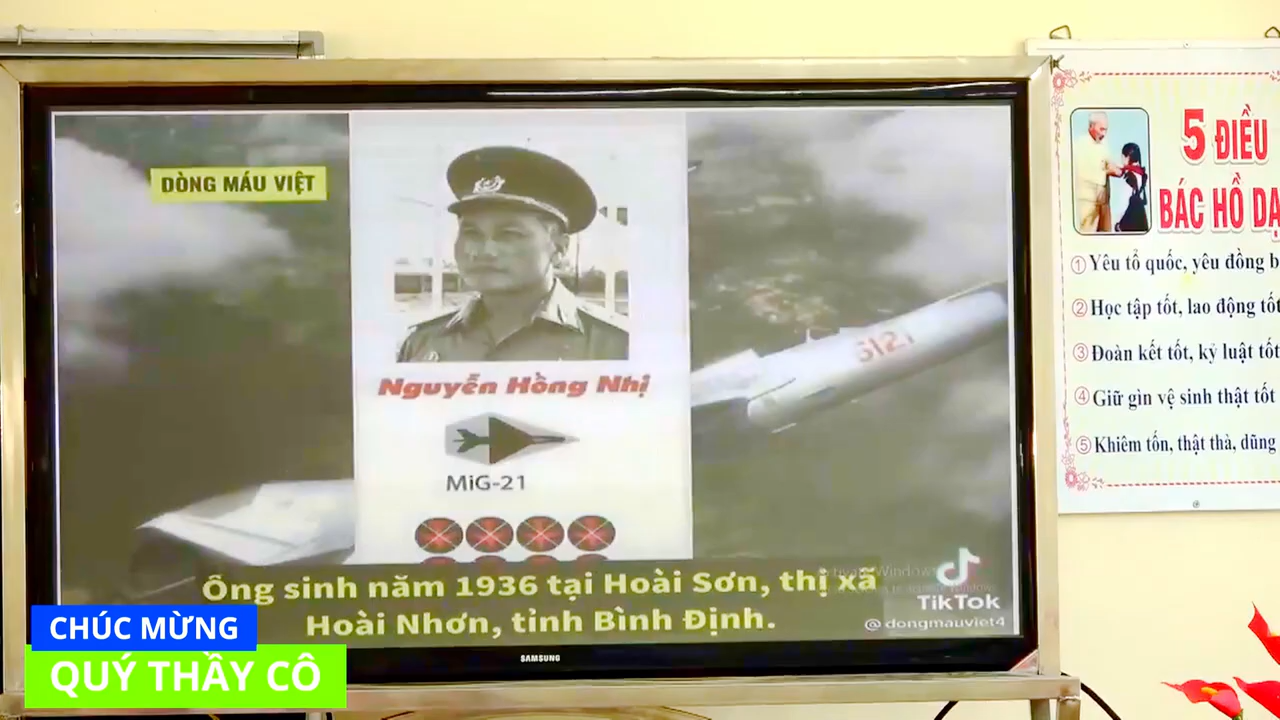 DÒNG MÁU VIỆT
Nguyễn Hồng Nhị
MiG-21
5121
Ông sinh năm 1936 tại Hoài Sơn, thị xã
Hoài Nhơn, tỉnh Bình Định.
Activate Windows
TikTok
@dongmauviet4
SAMSUNG
CHÚC MỪNG
QUÝ THẦY CÔ
5 ĐIỀU
BÁC HỒ DẠ
① Yêu tổ quốc, yêu đồng b
② Học tập tốt, lao động tốt
③ Đoàn kết tốt, kỷ luật tốt
④ Giữ gìn vệ sinh thật tốt
⑤ Khiêm tốn, thật thà, dũng